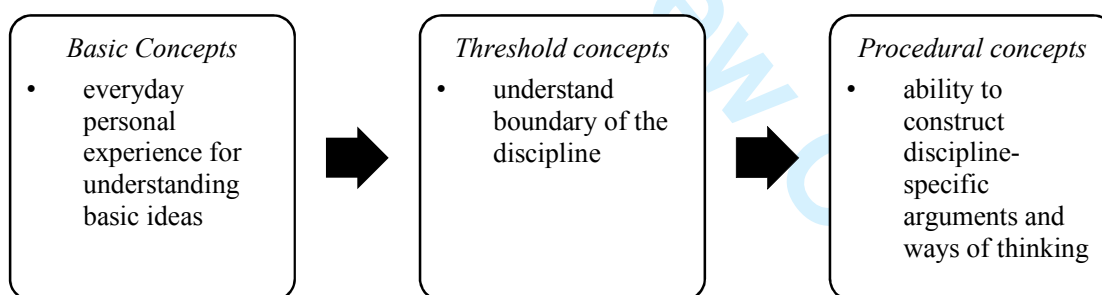 Basic Concepts
• everyday
personal
experience for
understanding
basic ideas
Threshold concepts
• understand
boundary of the
discipline
Procedural concepts
• ability to
construct
discipline-
specific
arguments and
ways of thinking